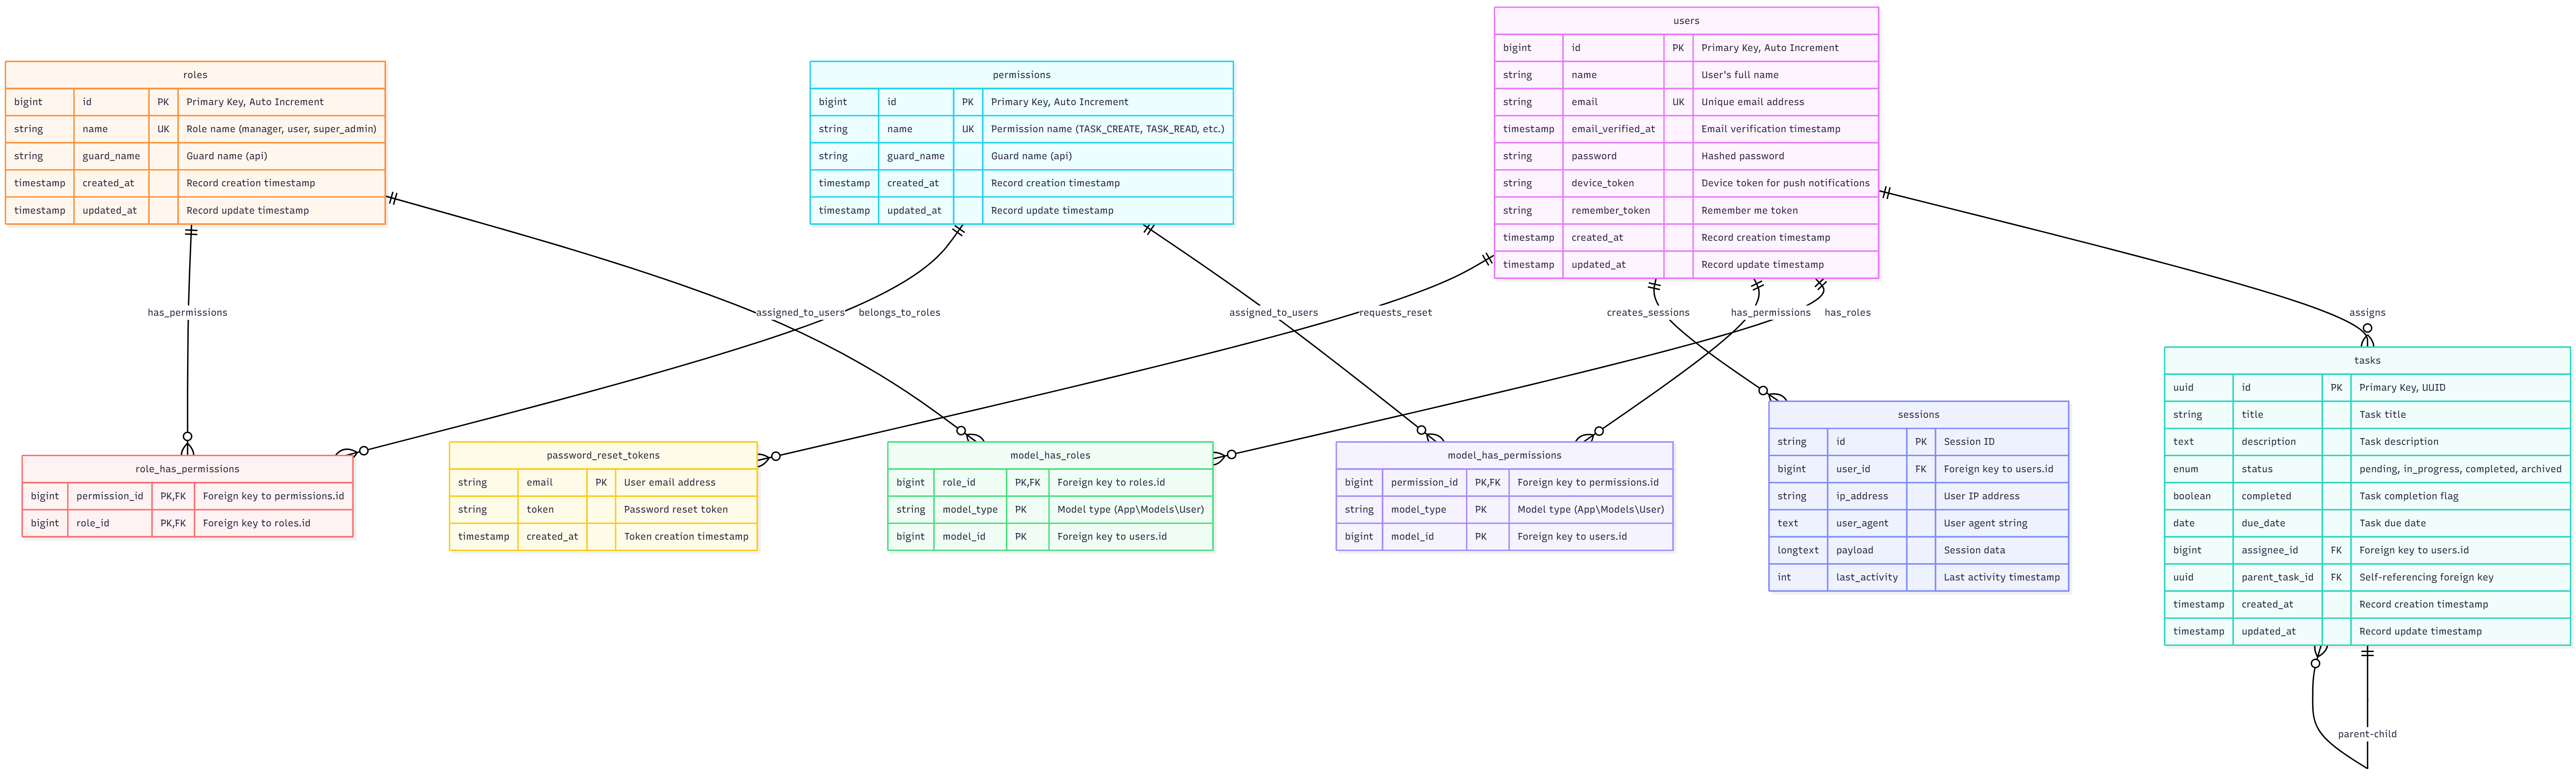 users
bigint id PK Primary Key, Auto Increment
string name User's full name
string email UK Unique email address
timestamp email_verified_at Email verification timestamp
string password Hashed password
string device_token Device token for push notifications
string remember_token Remember me token
timestamp created_at Record creation timestamp
timestamp updated_at Record update timestamp
roles
bigint id PK Primary Key, Auto Increment
string name UK Role name (manager, user, super_admin)
string guard_name Guard name (api)
timestamp created_at Record creation timestamp
timestamp updated_at Record update timestamp
permissions
bigint id PK Primary Key, Auto Increment
string name UK Permission name (TASK_CREATE, TASK_READ, etc.)
string guard_name Guard name (api)
timestamp created_at Record creation timestamp
timestamp updated_at Record update timestamp
has_permissions
assigned_to_users
belongs_to_roles
assigned_to_users
requests_reset
creates_sessions
has_permissions
has_roles
assigns
role_has_permissions
bigint permission_id PK,FK Foreign key to permissions.id
bigint role_id PK,FK Foreign key to roles.id
password_reset_tokens
string email PK User email address
string token Password reset token
timestamp created_at Token creation timestamp
model_has_roles
bigint role_id PK,FK Foreign key to roles.id
string model_type PK Model type (App\Models\User)
bigint model_id PK Foreign key to users.id
model_has_permissions
bigint permission_id PK,FK Foreign key to permissions.id
string model_type PK Model type (App\Models\User)
bigint model_id PK Foreign key to users.id
sessions
string id PK Session ID
bigint user_id FK Foreign key to users.id
string ip_address User IP address
text user_agent User agent string
longtext payload Session data
int last_activity Last activity timestamp
tasks
uuid id PK Primary Key, UUID
string title Task title
text description Task description
enum status pending, in_progress, completed, archived
boolean completed Task completion flag
date due_date Task due date
bigint assignee_id FK Foreign key to users.id
uuid parent_task_id FK Self-referencing foreign key
timestamp created_at Record creation timestamp
timestamp updated_at Record update timestamp
parent-child